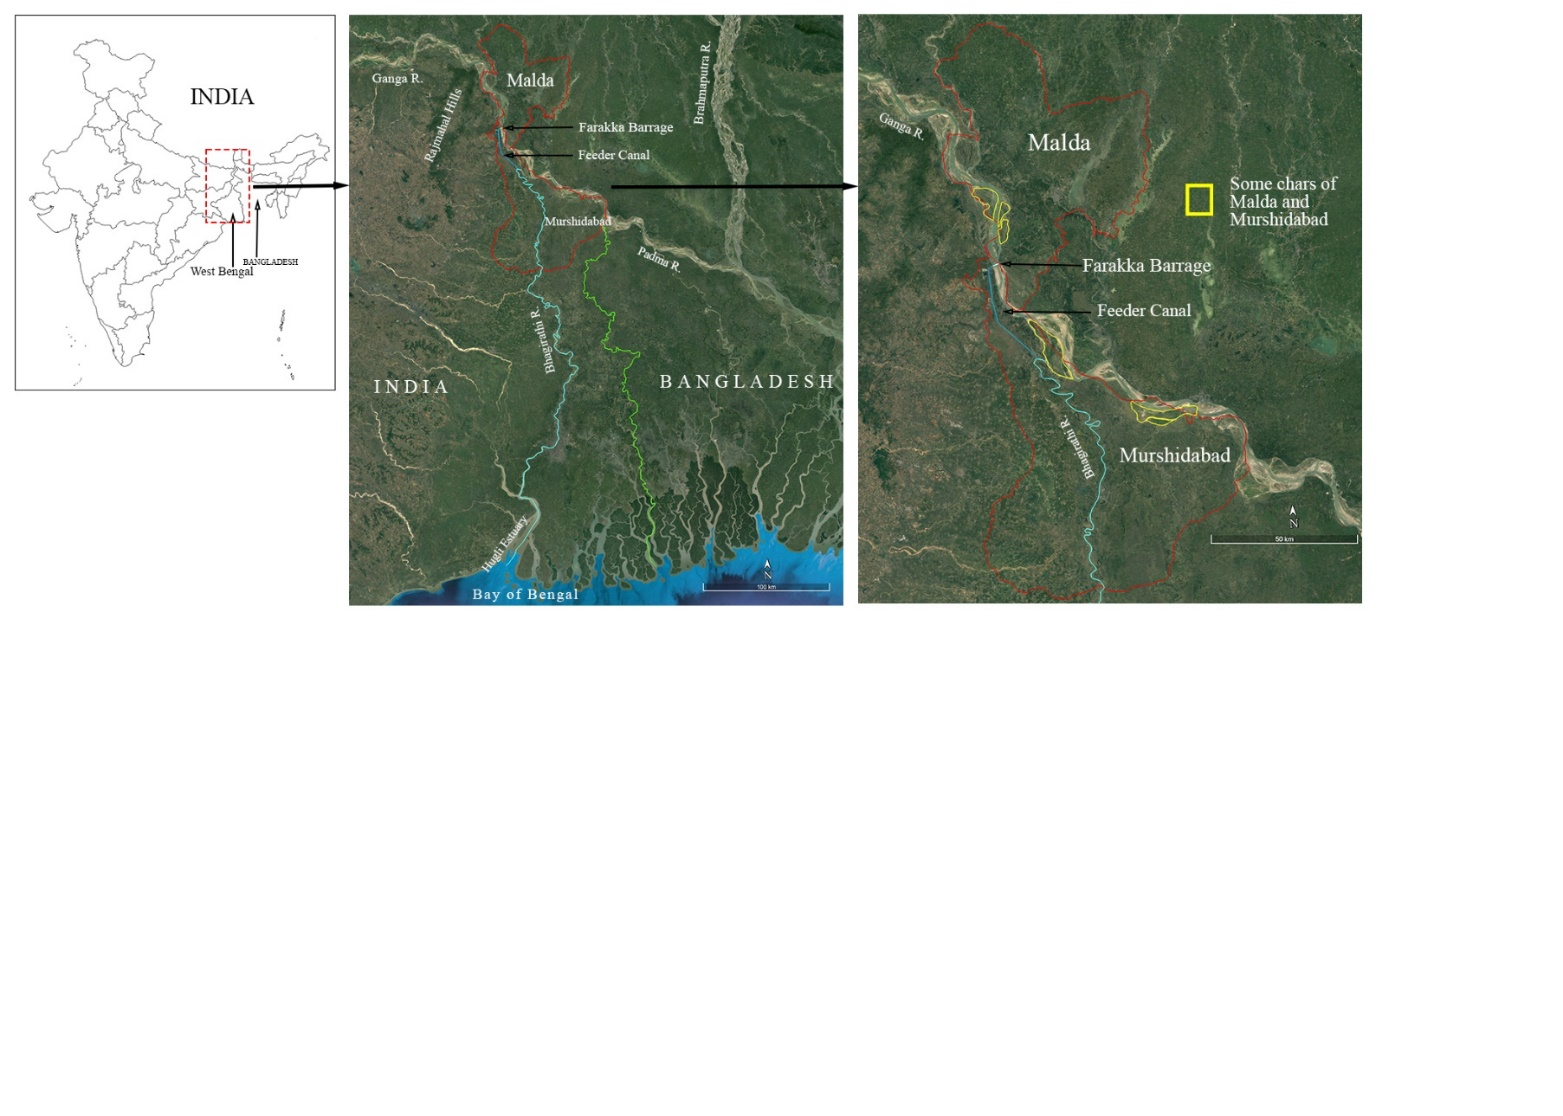 INDIA
West Bengal
BANGLADESH
Ganga R.
Rajmahal Hills
Malda
Brahmaputra R.
Farakka Barrage
Feeder Canal
Murshidabad
Padma R.
Bhagirathi R.
INDIA
BANGLADESH
Hugli Estuary
Bay of Bengal
N
100 km
Ganga R.
Malda
Some chars of
Malda and
Murshidabad
Farakka Barrage
Feeder Canal
Bhagirathi R.
Murshidabad
N
50 km